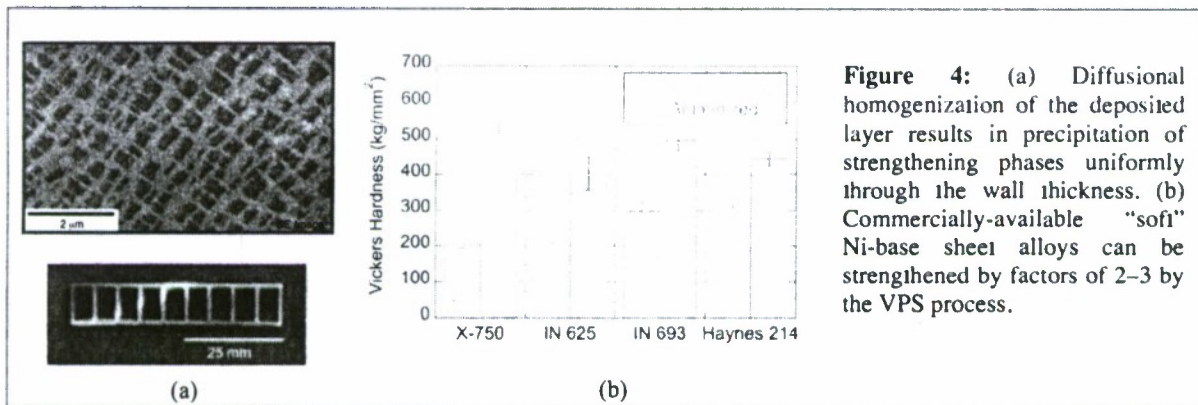 2 μm
25 mm
(a)
700
600
500
400
300
200
100
0
Vickers Hardness (kg/mm²)
X-750 IN 625 IN 693 Haynes 214
(b)
Figure 4: (a) Diffusional
homogenization of the deposited
layer results in precipitation of
strengthening phases uniformly
through the wall thickness. (b)
Commercially-available “soft”
Ni-base sheet alloys can be
strengthened by factors of 2–3 by
the VPS process.